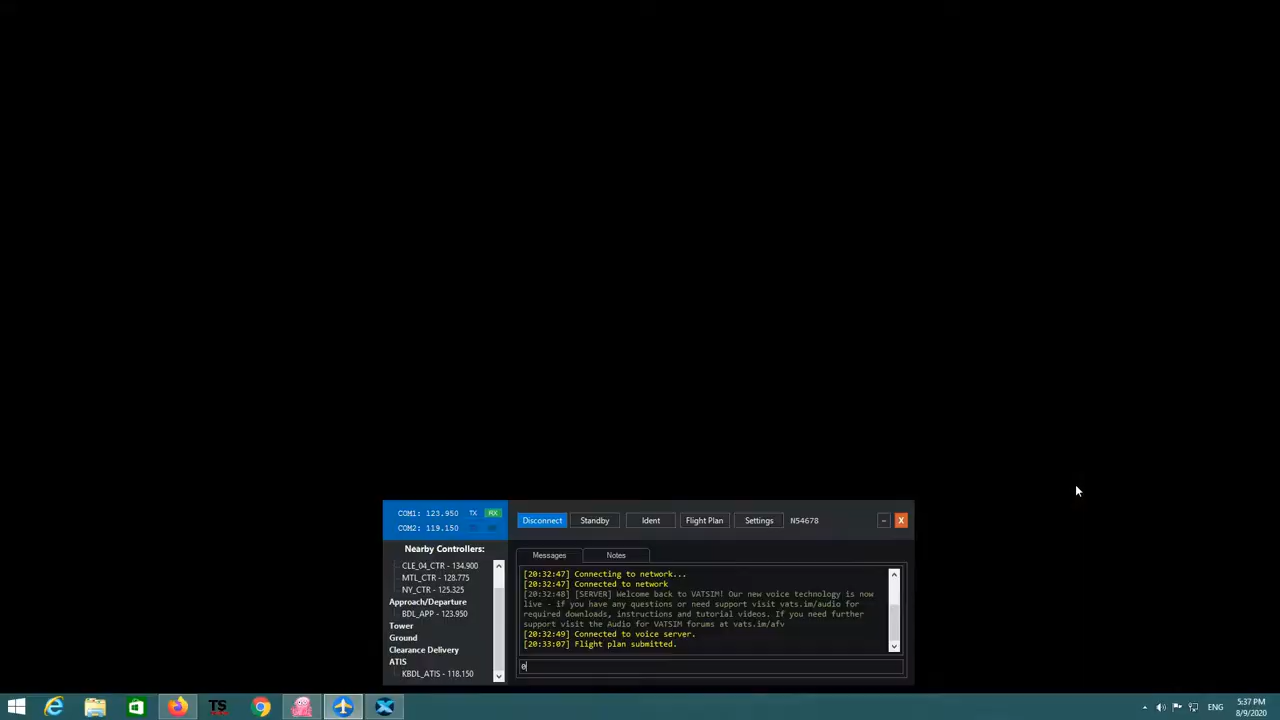 COM1: 123.950 TX RX
COM2: 119.150
Nearby Controllers:
CLE_04_CTR - 134.900
MTL_CTR - 128.775
NY_CTR - 125.325
Approach/Departure
BDL_APP - 123.950
Tower
Ground
Clearance Delivery
ATIS
KBDL_ATIS - 118.150
Disconnect Standby Ident Flight Plan Settings N54678 – X
Messages Notes
[20:32:47] Connecting to network...
[20:32:47] Connected to network
[20:32:48] [SERVER] Welcome back to VATSIM! Our new voice technology is now
live - if you have any questions or need support visit vats.im/audio for
required downloads, instructions and tutorial videos. If you need further
support visit the Audio for VATSIM forums at vats.im/afv
[20:32:49] Connected to voice server.
[20:33:07] Flight plan submitted.
0
TS
ENG
5:37 PM
8/9/2020